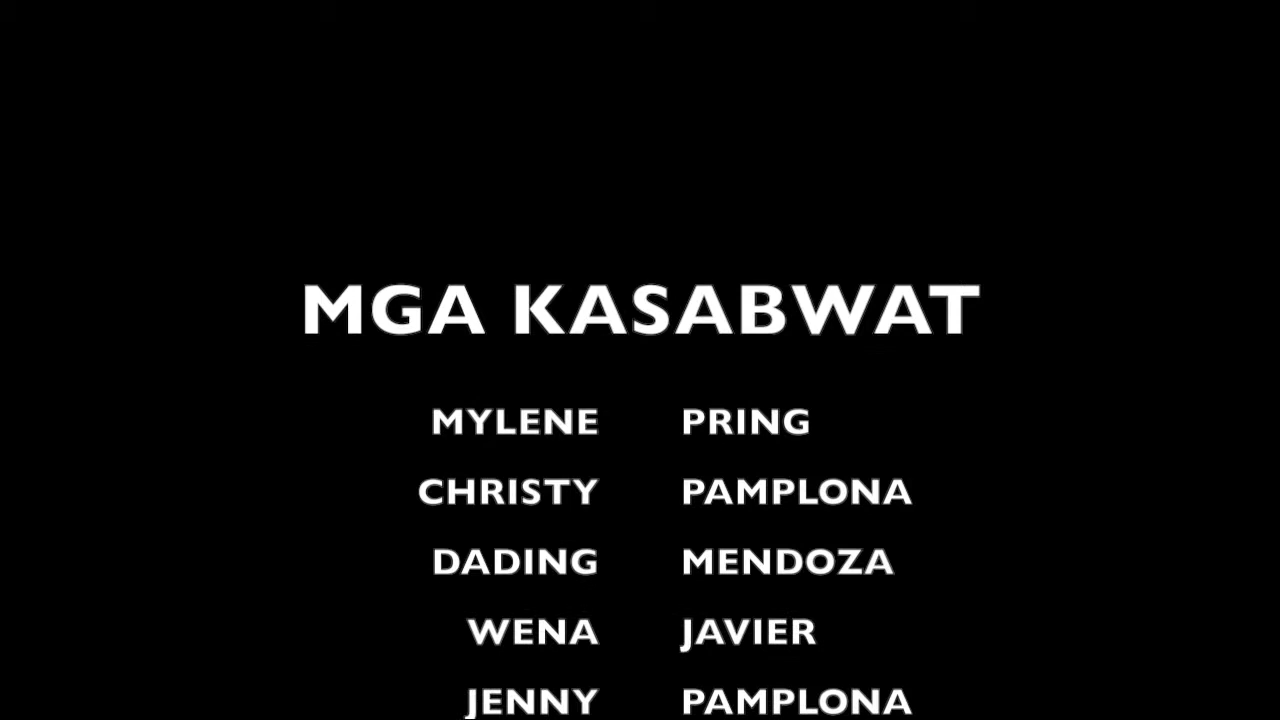 MGA KASABWAT
MYLENE PRING
CHRISTY PAMPLONA
DADING MENDOZA
WENA JAVIER
JENNY PAMPLONA